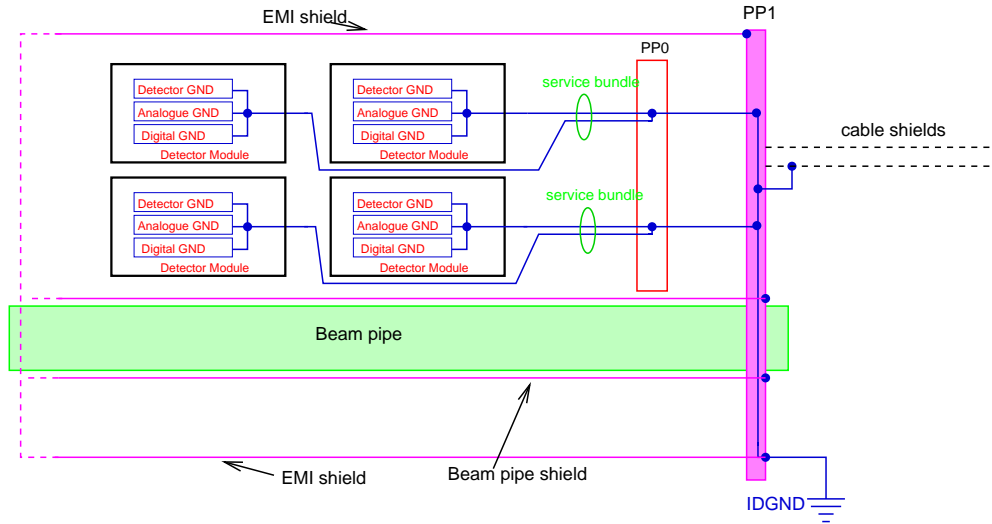 EMI shield
PP1
PP0
service bundle
Detector GND
Analogue GND
Digital GND
Detector Module
Detector GND
Analogue GND
Digital GND
Detector Module
cable shields
service bundle
Detector GND
Analogue GND
Digital GND
Detector Module
Detector GND
Analogue GND
Digital GND
Detector Module
Beam pipe
EMI shield
Beam pipe shield
IDGND